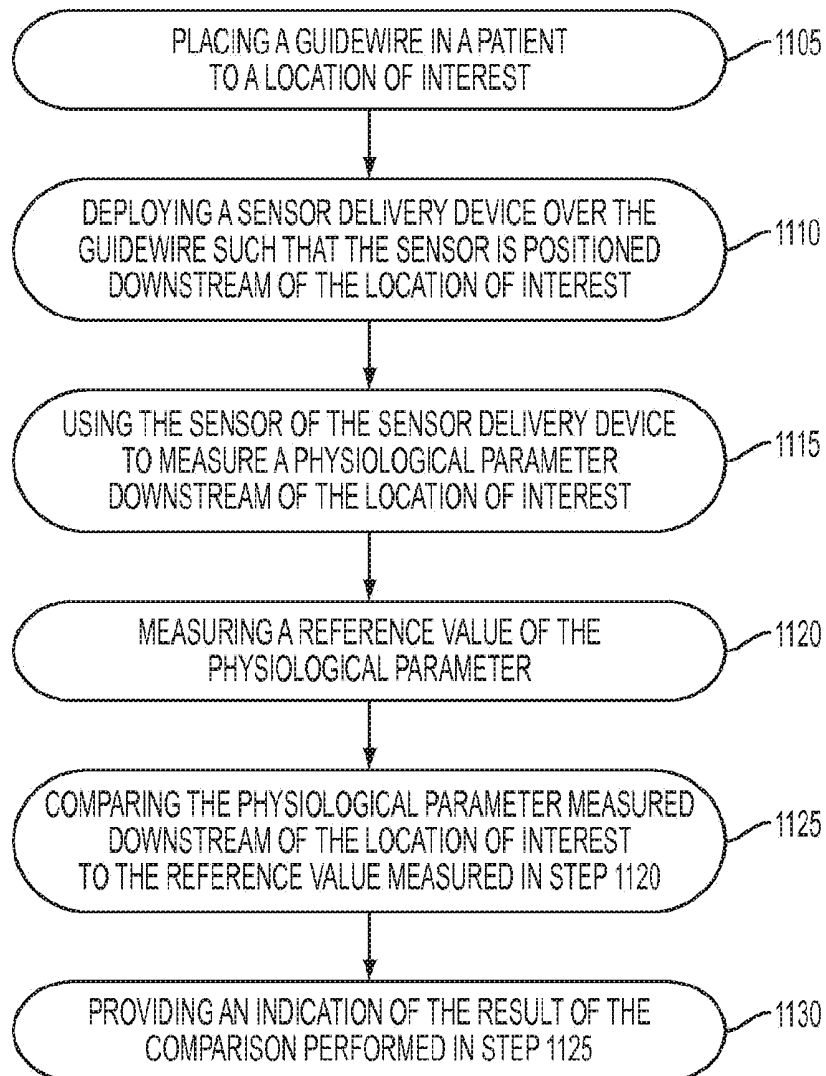 PLACING A GUIDEWIRE IN A PATIENT
TO A LOCATION OF INTEREST
1105
DEPLOYING A SENSOR DELIVERY DEVICE OVER THE
GUIDEWIRE SUCH THAT THE SENSOR IS POSITIONED
DOWNSTREAM OF THE LOCATION OF INTEREST
1110
USING THE SENSOR OF THE SENSOR DELIVERY DEVICE
TO MEASURE A PHYSIOLOGICAL PARAMETER
DOWNSTREAM OF THE LOCATION OF INTEREST
1115
MEASURING A REFERENCE VALUE OF THE
PHYSIOLOGICAL PARAMETER
1120
COMPARING THE PHYSIOLOGICAL PARAMETER MEASURED
DOWNSTREAM OF THE LOCATION OF INTEREST
TO THE REFERENCE VALUE MEASURED IN STEP 1120
1125
PROVIDING AN INDICATION OF THE RESULT OF THE
COMPARISON PERFORMED IN STEP 1125
1130